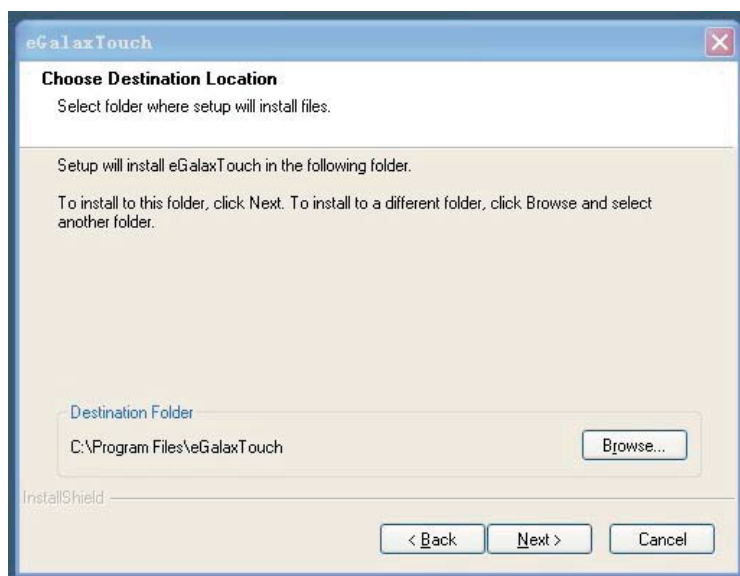 eGalaxTouch
Choose Destination Location
Select folder where setup will install files.
Setup will install eGalaxTouch in the following folder.
To install to this folder, click Next. To install to a different folder, click Browse and select
another folder.
Destination Folder
C:\Program Files\eGalaxTouch
Browse...
InstallShield
< Back
Next >
Cancel